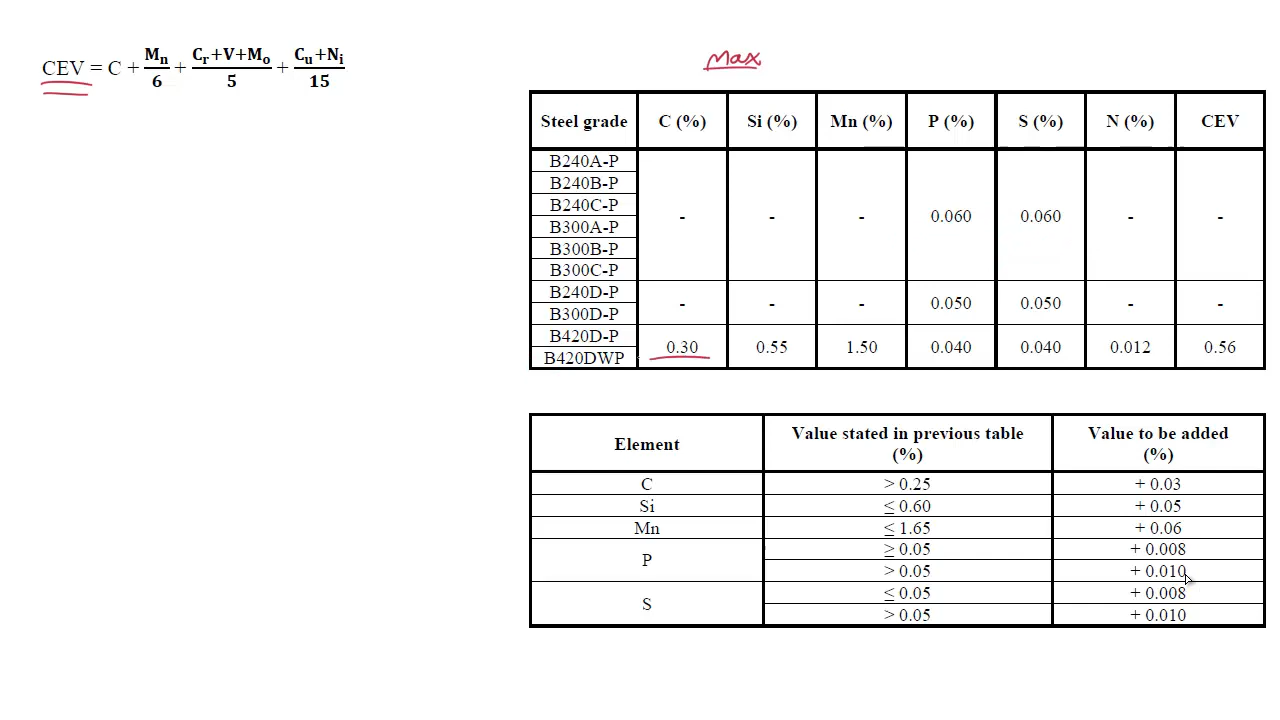 CEV = C + Mn/6 + Cr+V+Mo/5 + Cu+Ni/15
Max
Steel grade C (%) Si (%) Mn (%) P (%) S (%) N (%) CEV
B240A-P
B240B-P
B240C-P
B300A-P
B300B-P
B300C-P
- - - 0.060 0.060 - -
B240D-P
B300D-P
- - - 0.050 0.050 - -
B420D-P
B420DWP
0.30 0.55 1.50 0.040 0.040 0.012 0.56
Element Value stated in previous table (%) Value to be added (%)
C > 0.25 + 0.03
Si ≤ 0.60 + 0.05
Mn ≤ 1.65 + 0.06
P ≥ 0.05 + 0.008
> 0.05 + 0.010
S ≤ 0.05 + 0.008
> 0.05 + 0.010